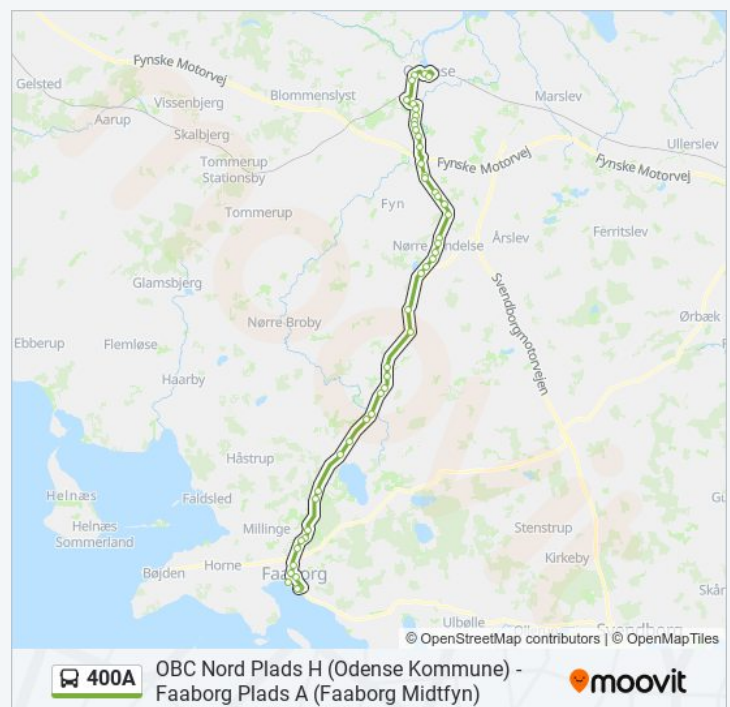 Fynske Motorvej
Odense
Gelsted
Vissenbjerg
Blommenslyst
Marslev
Aarup
Skalbjerg
Ullerslev
Tommerup
Stationsby
Fynske Motorvej
Fynske Motorvej
Fyn
Tommerup
Ferritslev
Nørre Lyndelse
Årslev
Glamsbjerg
Svendborgmotorvejen
Ørbæk
Nørre Broby
Ebberup
Flemløse
Haarby
Håstrup
Helnæs
Faldsled
Helnæs
Sommerland
Millinge
Stenstrup
Kirkeby
Horne
Bøjden
Faaborg
Ulbølle
Svendborg
moovit
© OpenStreetMap contributors | © OpenMapTiles
400A
OBC Nord Plads H (Odense Kommune) -
Faaborg Plads A (Faaborg Midtfyn)
moovit